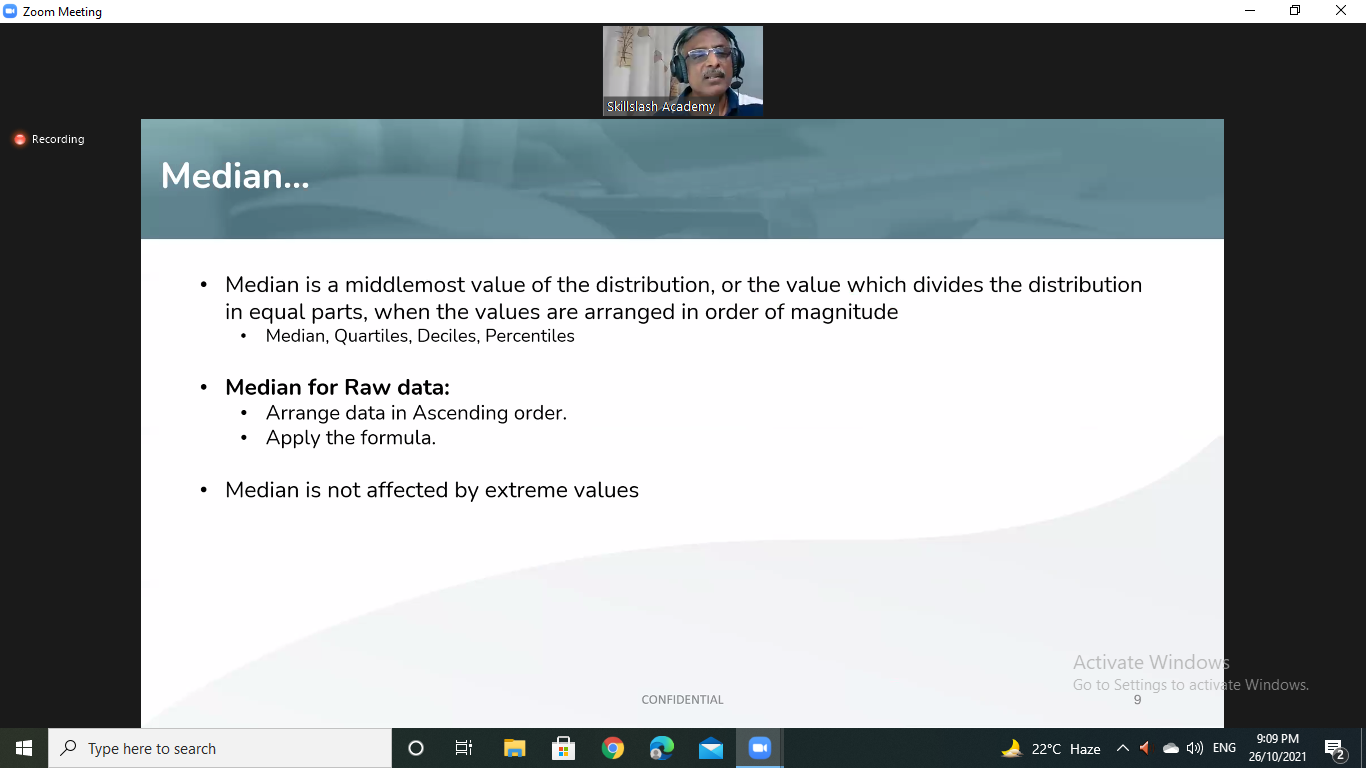 Zoom Meeting
Skillslash Academy
Recording
Median...
• Median is a middlemost value of the distribution, or the value which divides the distribution
in equal parts, when the values are arranged in order of magnitude
• Median, Quartiles, Deciles, Percentiles
• Median for Raw data:
• Arrange data in Ascending order.
• Apply the formula.
• Median is not affected by extreme values
Activate Windows
Go to Settings to activate Windows.
CONFIDENTIAL
9
Type here to search
22°C Haze
ENG
9:09 PM
26/10/2021
2